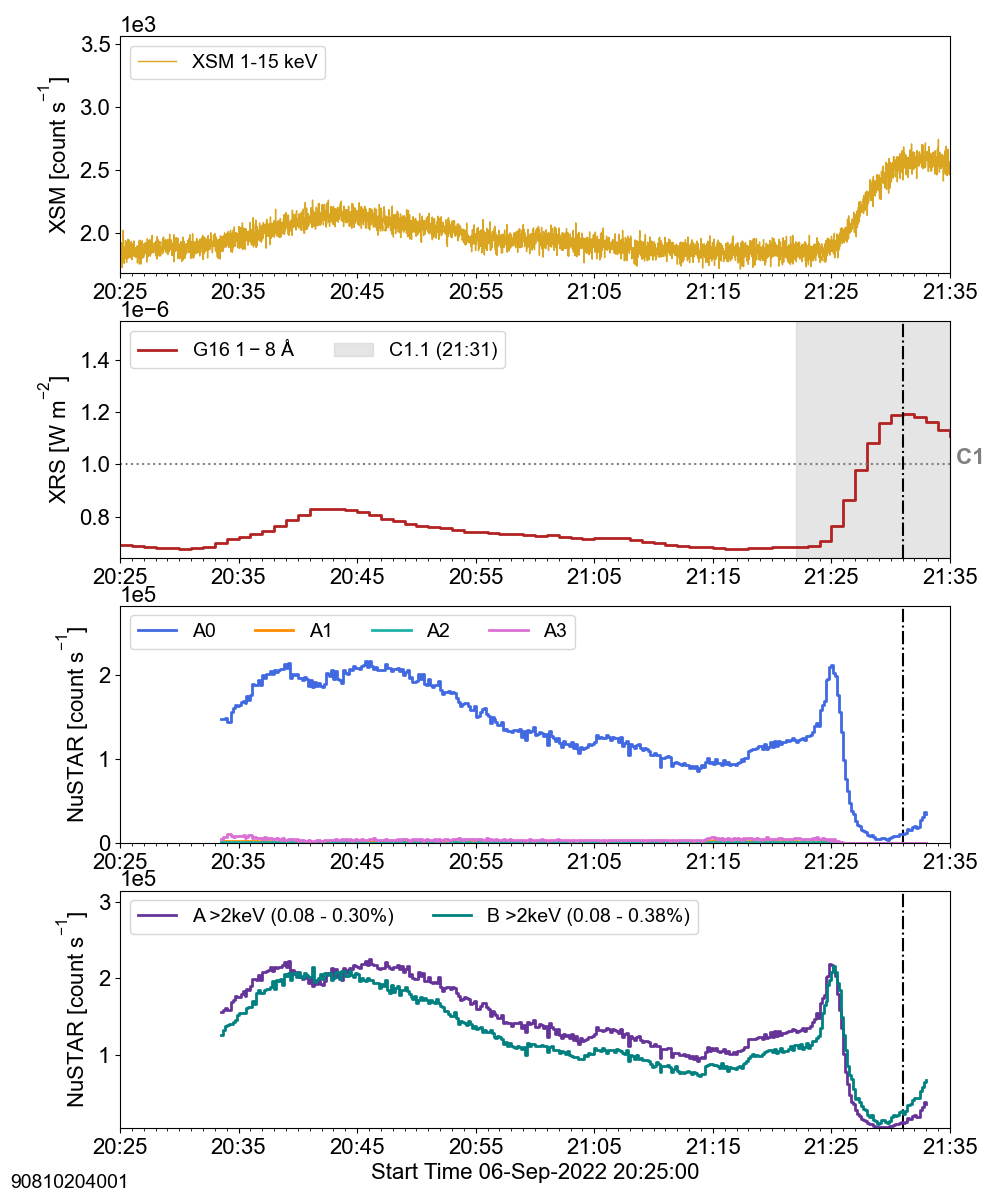 1e3
3.5
3.0
2.5
2.0
XSM [count s⁻¹]
XSM 1-15 keV
20:25 20:35 20:45 20:55 21:05 21:15 21:25 21:35
1e−6
1.4
1.2
1.0
0.8
XRS [W m⁻²]
G16 1 − 8 Å C1.1 (21:31)
C1
20:25 20:35 20:45 20:55 21:05 21:15 21:25 21:35
1e5
2
1
0
NuSTAR [count s⁻¹]
A0 A1 A2 A3
20:25 20:35 20:45 20:55 21:05 21:15 21:25 21:35
1e5
3
2
1
NuSTAR [count s⁻¹]
A >2keV (0.08 - 0.30%) B >2keV (0.08 - 0.38%)
20:25 20:35 20:45 20:55 21:05 21:15 21:25 21:35
Start Time 06-Sep-2022 20:25:00
90810204001